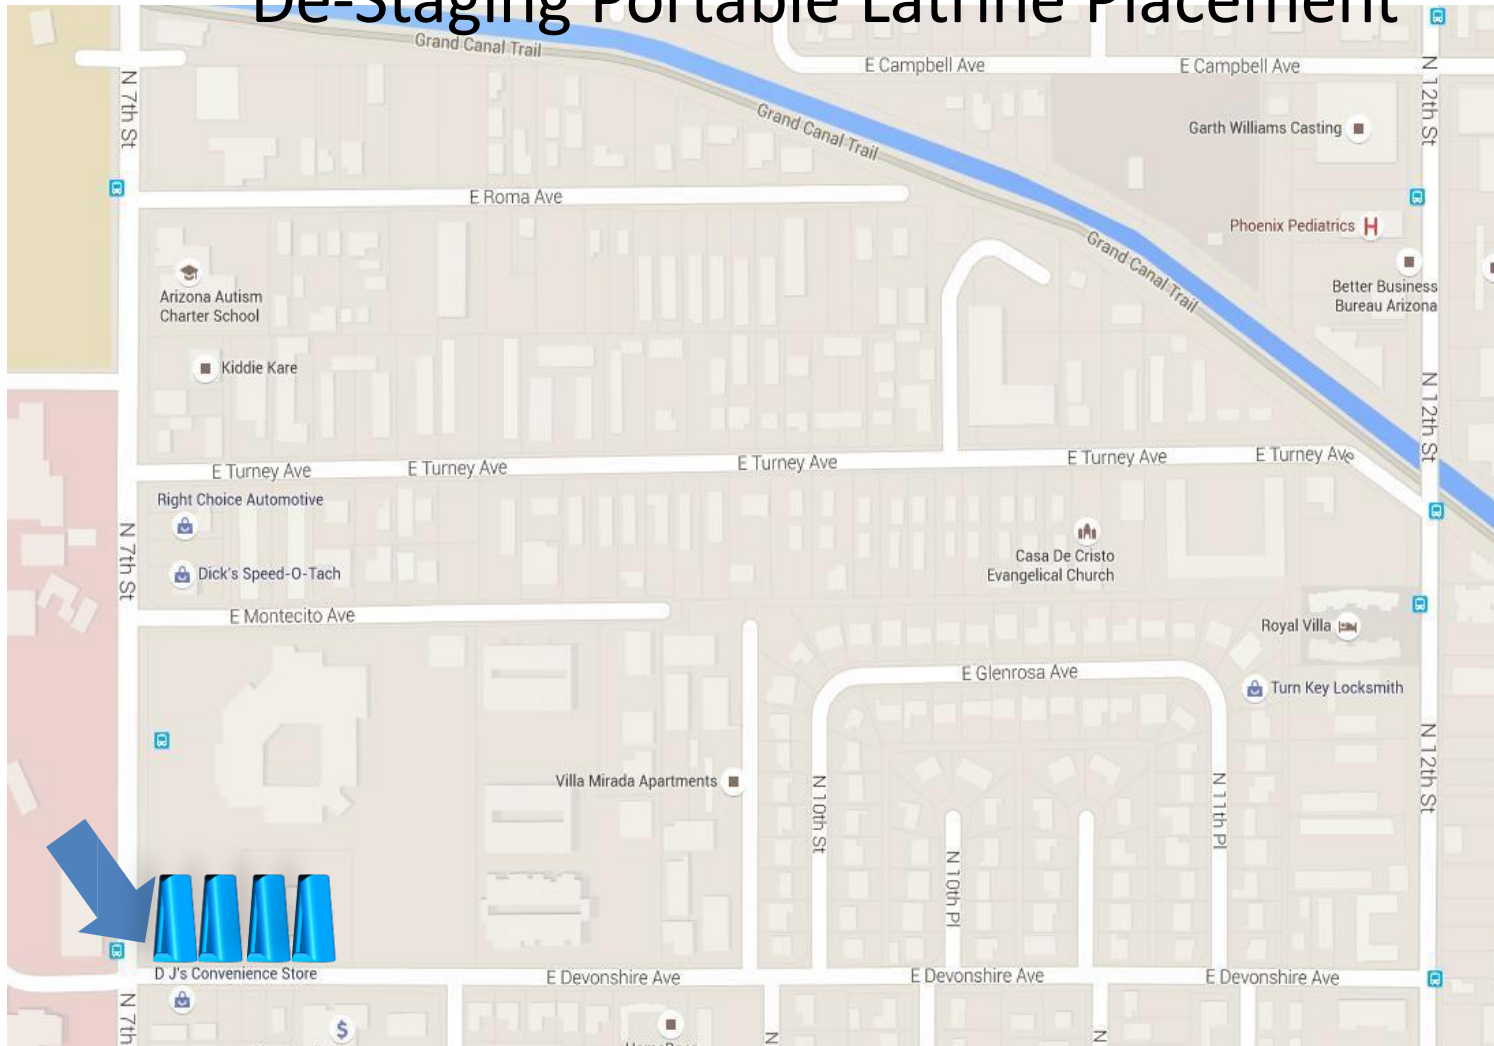 De-Staging Portable Latrine Placement
Grand Canal Trail
E Campbell Ave
E Campbell Ave
N 7th St
N 12th St
Grand Canal Trail
Garth Williams Casting
E Roma Ave
Phoenix Pediatrics
H
Grand Canal Trail
Arizona Autism
Charter School
Better Business
Bureau Arizona
Kiddie Kare
N 12th St
E Turney Ave
E Turney Ave
E Turney Ave
E Turney Ave
E Turney Ave
Right Choice Automotive
N 7th St
Dick's Speed-O-Tach
Casa De Cristo
Evangelical Church
E Montecito Ave
Royal Villa
E Glenrosa Ave
Turn Key Locksmith
Villa Mirada Apartments
N 10th St
N 11th Pl
N 12th St
N 10th Pl
D J's Convenience Store
E Devonshire Ave
E Devonshire Ave
E Devonshire Ave
N 7th
$
N
N